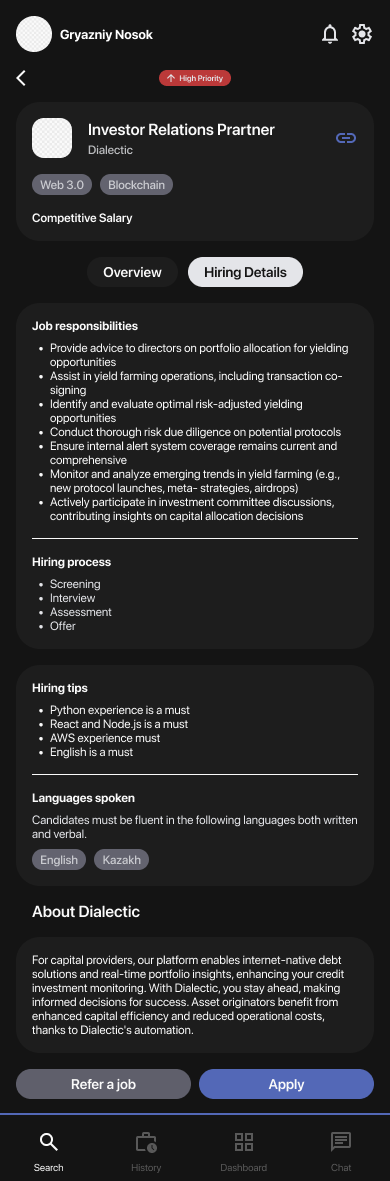 Gryazniy Nosok
High Priority
Investor Relations Prartner
Dialectic
Web 3.0 Blockchain
Competitive Salary
Overview Hiring Details
Job responsibilities
• Provide advice to directors on portfolio allocation for yielding
opportunities
• Assist in yield farming operations, including transaction co-
signing
• Identify and evaluate optimal risk-adjusted yielding
opportunities
• Conduct thorough risk due diligence on potential protocols
• Ensure internal alert system coverage remains current and
comprehensive
• Monitor and analyze emerging trends in yield farming (e.g.,
new protocol launches, meta- strategies, airdrops)
• Actively participate in investment committee discussions,
contributing insights on capital allocation decisions
Hiring process
• Screening
• Interview
• Assessment
• Offer
Hiring tips
• Python experience is a must
• React and Node.js is a must
• AWS experience must
• English is a must
Languages spoken
Candidates must be fluent in the following languages both written
and verbal.
English Kazakh
About Dialectic
For capital providers, our platform enables internet-native debt
solutions and real-time portfolio insights, enhancing your credit
investment monitoring. With Dialectic, you stay ahead, making
informed decisions for success. Asset originators benefit from
enhanced capital efficiency and reduced operational costs,
thanks to Dialectic's automation.
Refer a job Apply
Search History Dashboard Chat